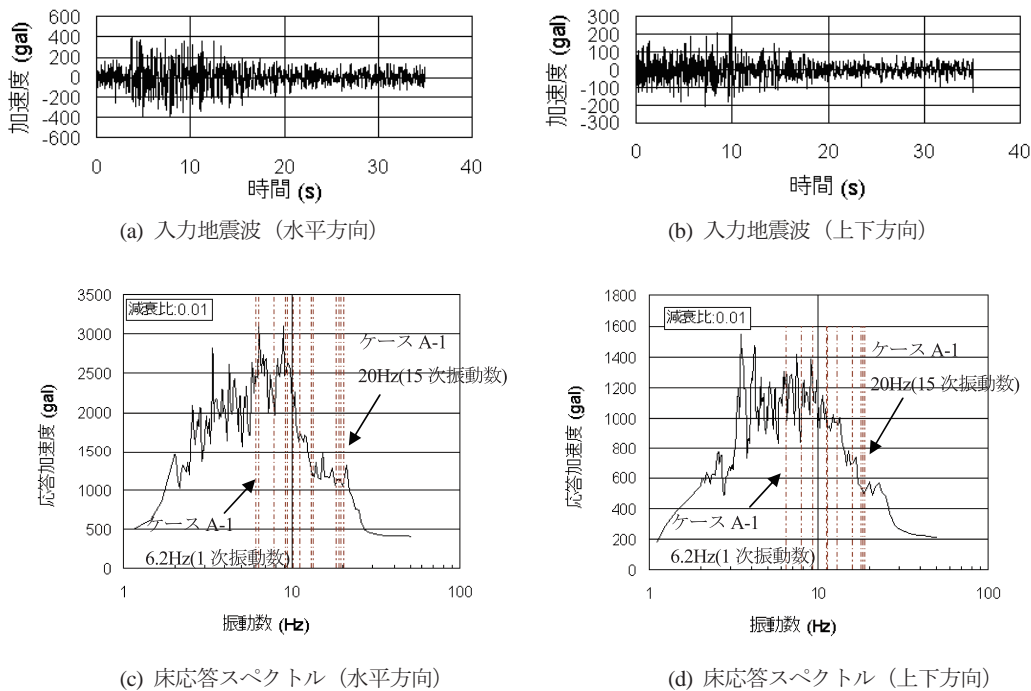 加速度 (gal)
600
400
200
0
-200
-400
-600
0
10
20
30
40
時間 (s)
(a) 入力地震波（水平方向）
加速度 (gal)
300
200
100
0
-100
-200
-300
0
10
20
30
40
時間 (s)
(b) 入力地震波（上下方向）
応答加速度 (gal)
3500
3000
2500
2000
1500
1000
500
0
減衰比:0.01
ケース A-1
20Hz(15 次振動数)
ケース A-1
6.2Hz(1 次振動数)
1
10
100
振動数 (Hz)
(c) 床応答スペクトル（水平方向）
応答加速度 (gal)
1800
1600
1400
1200
1000
800
600
400
200
0
減衰比:0.01
ケース A-1
20Hz(15 次振動数)
ケース A-1
6.2Hz(1 次振動数)
1
10
100
振動数 (Hz)
(d) 床応答スペクトル（上下方向）